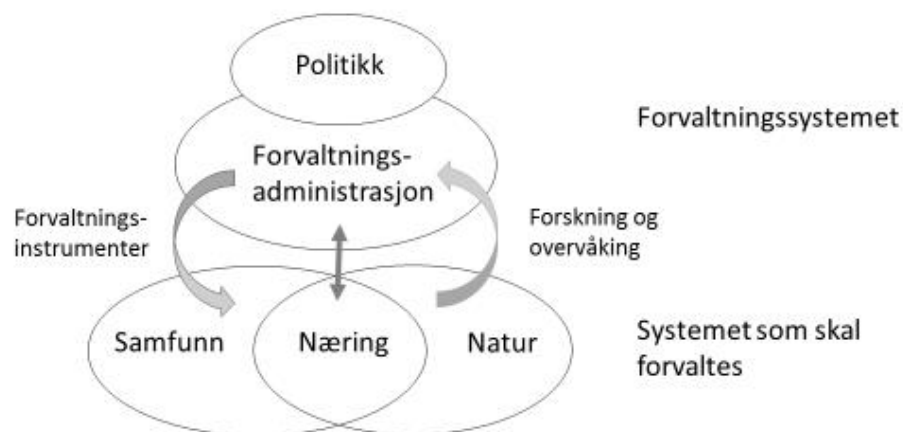 Politikk
Forvaltningssystemet
Forvaltnings-
administrasjon
Forvaltnings-
instrumenter
Forskning og
overvåking
Samfunn
Næring
Natur
Systemet som skal
forvaltes